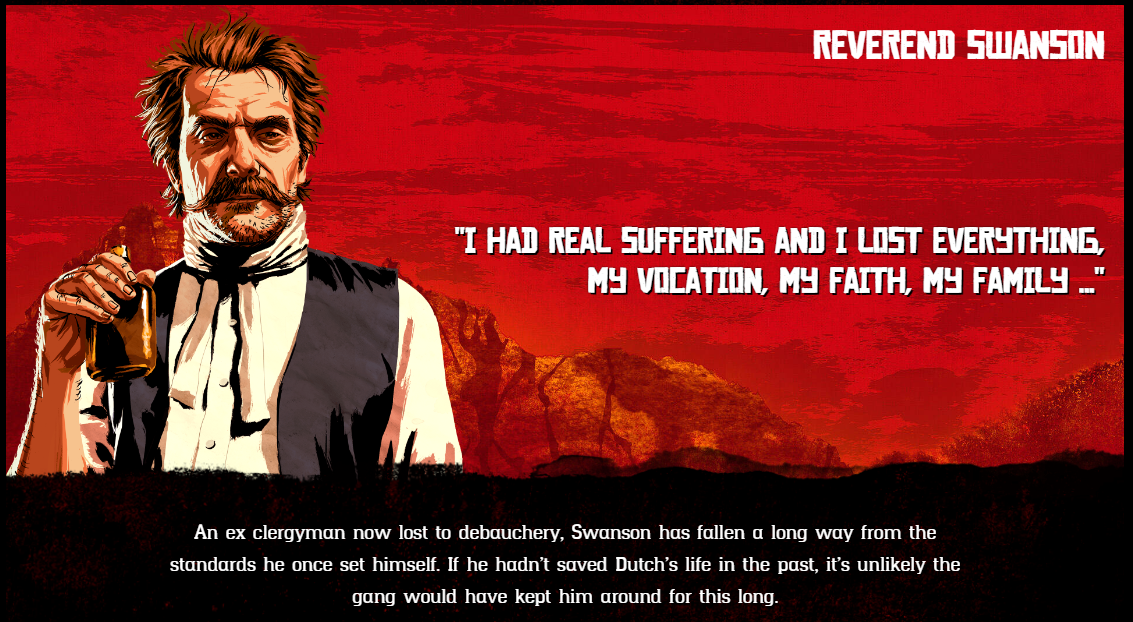 REVEREND SWANSON
"I HAD REAL SUFFERING AND I LOST EVERYTHING,
MY VOCATION, MY FAITH, MY FAMILY ..."
An ex clergyman now lost to debauchery, Swanson has fallen a long way from the
standards he once set himself. If he hadn't saved Dutch's life in the past, it's unlikely the
gang would have kept him around for this long.